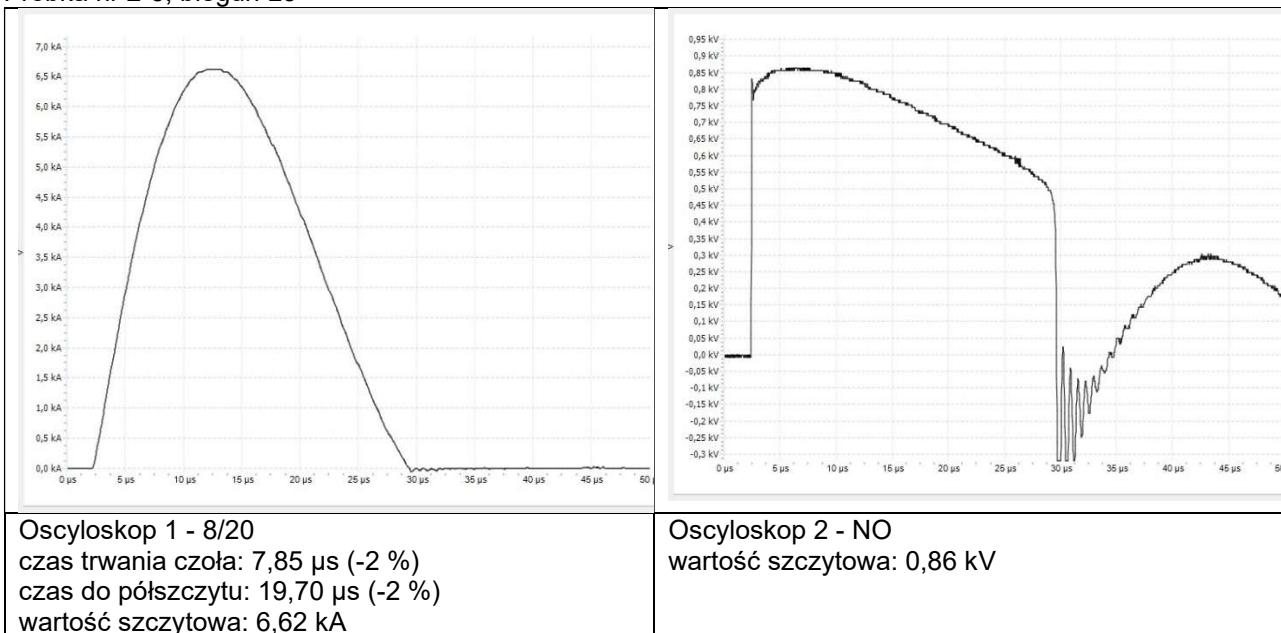 7,0 kA
6,5 kA
6,0 kA
5,5 kA
5,0 kA
4,5 kA
4,0 kA
3,5 kA
3,0 kA
2,5 kA
2,0 kA
1,5 kA
1,0 kA
0,5 kA
0,0 kA
0 µs 5 µs 10 µs 15 µs 20 µs 25 µs 30 µs 35 µs 40 µs 45 µs 50
0,95 kV
0,9 kV
0,85 kV
0,8 kV
0,75 kV
0,7 kV
0,65 kV
0,6 kV
0,55 kV
0,5 kV
0,45 kV
0,4 kV
0,35 kV
0,3 kV
0,25 kV
0,2 kV
0,15 kV
0,1 kV
0,05 kV
0,0 kV
-0,05 kV
-0,1 kV
-0,15 kV
-0,2 kV
-0,25 kV
-0,3 kV
0 µs 5 µs 10 µs 15 µs 20 µs 25 µs 30 µs 35 µs 40 µs 45 µs
Oscyloskop 1 - 8/20
czas trwania czoła: 7,85 µs (-2 %)
czas do półszczytu: 19,70 µs (-2 %)
wartość szczytowa: 6,62 kA
Oscyloskop 2 - NO
wartość szczytowa: 0,86 kV